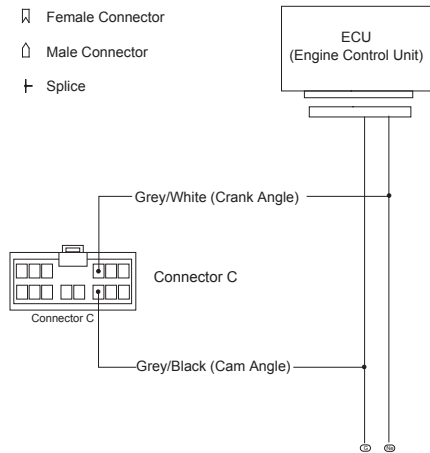 Female Connector
Male Connector
Splice
ECU
(Engine Control Unit)
Grey/White (Crank Angle)
Connector C
Connector C
Grey/Black (Cam Angle)
G
Ne